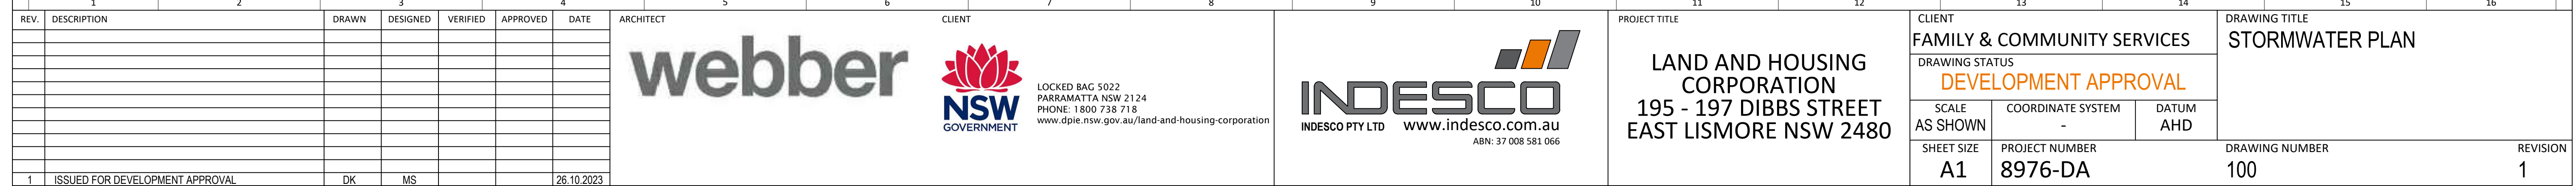 1 2 3 4 5 6 7 8 9 10 11 12 13 14 15 16
REV. DESCRIPTION DRAWN DESIGNED VERIFIED APPROVED DATE
1 ISSUED FOR DEVELOPMENT APPROVAL DK MS 26.10.2023
ARCHITECT
webber
CLIENT
NSW
GOVERNMENT
LOCKED BAG 5022
PARRAMATTA NSW 2124
PHONE: 1800 738 718
www.dpie.nsw.gov.au/land-and-housing-corporation
INDESCO
INDESCO PTY LTD www.indesco.com.au
ABN: 37 008 581 066
PROJECT TITLE
LAND AND HOUSING
CORPORATION
195 - 197 DIBBS STREET
EAST LISMORE NSW 2480
CLIENT
FAMILY & COMMUNITY SERVICES
DRAWING STATUS
DEVELOPMENT APPROVAL
SCALE COORDINATE SYSTEM DATUM
AS SHOWN - AHD
DRAWING TITLE
STORMWATER PLAN
SHEET SIZE PROJECT NUMBER DRAWING NUMBER REVISION
A1 8976-DA 100 1